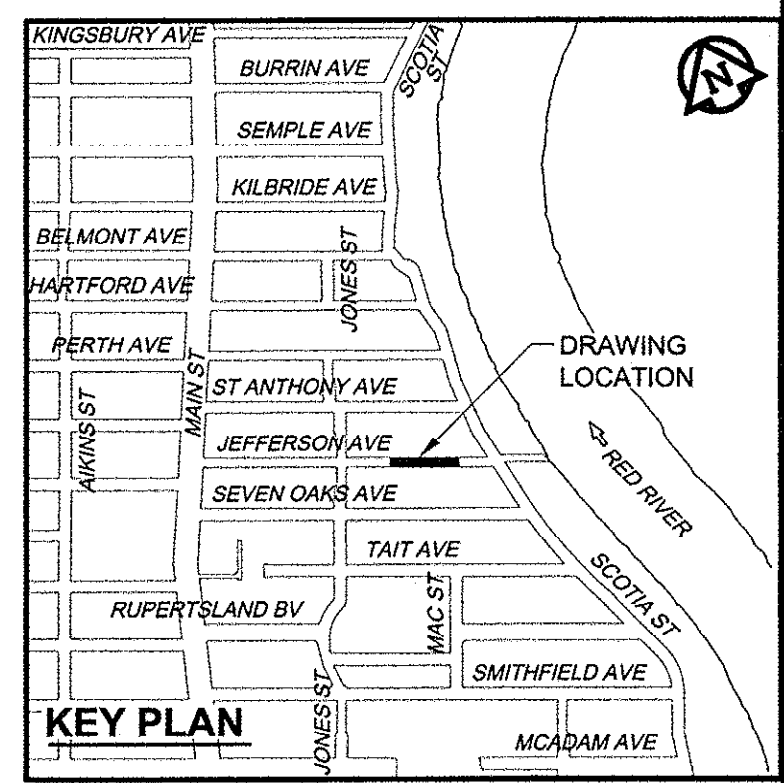 KINGSBURY AVE
BURRIN AVE
SCOTIA
ST
N
SEMPLE AVE
KILBRIDE AVE
BELMONT AVE
JONES ST
HARTFORD AVE
PERTH AVE
DRAWING
LOCATION
MAIN ST
ST ANTHONY AVE
AIKINS ST
JEFFERSON AVE
RED RIVER
SEVEN OAKS AVE
TAIT AVE
SCOTIA ST
MAC ST
RUPERTSLAND BV
SMITHFIELD AVE
JONES ST
KEY PLAN
MCADAM AVE